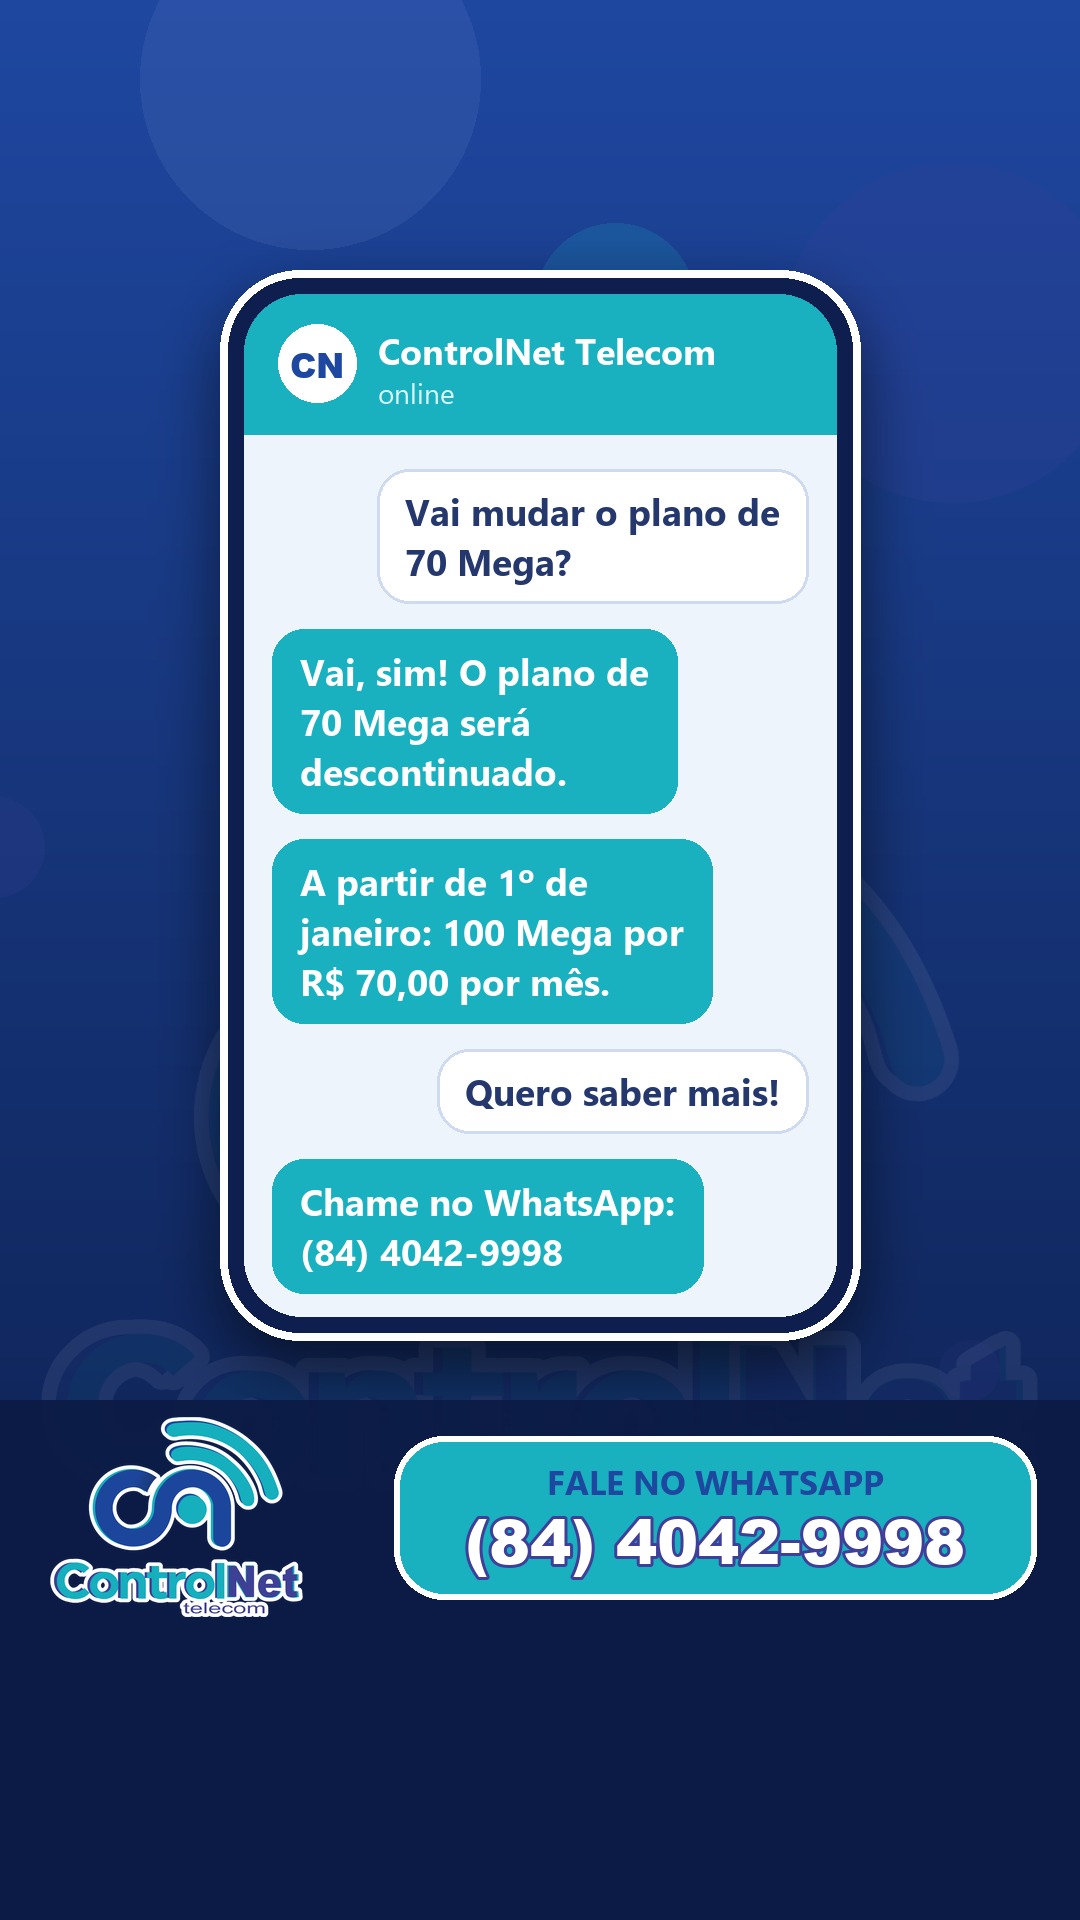 CN
ControlNet Telecom
online
Vai mudar o plano de
70 Mega?
Vai, sim! O plano de
70 Mega será
descontinuado.
A partir de 1º de
janeiro: 100 Mega por
R$ 70,00 por mês.
Quero saber mais!
Chame no WhatsApp:
(84) 4042-9998
ControlNet
ControlNet
telecom
FALE NO WHATSAPP
(84) 4042-9998